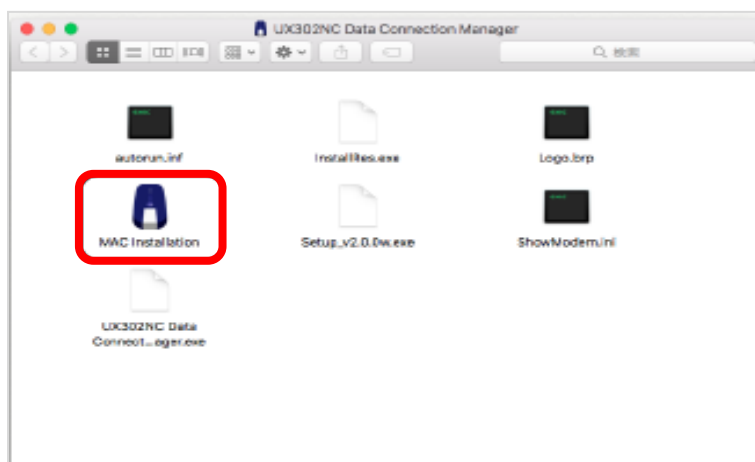 UX302NC Data Connection Manager
検索
autorun.inf
InstallRes.exe
Logo.brp
MAC Installation
Setup_v2.0.0w.exe
ShowModem.ini
UX302NC Data
Connect...ager.exe